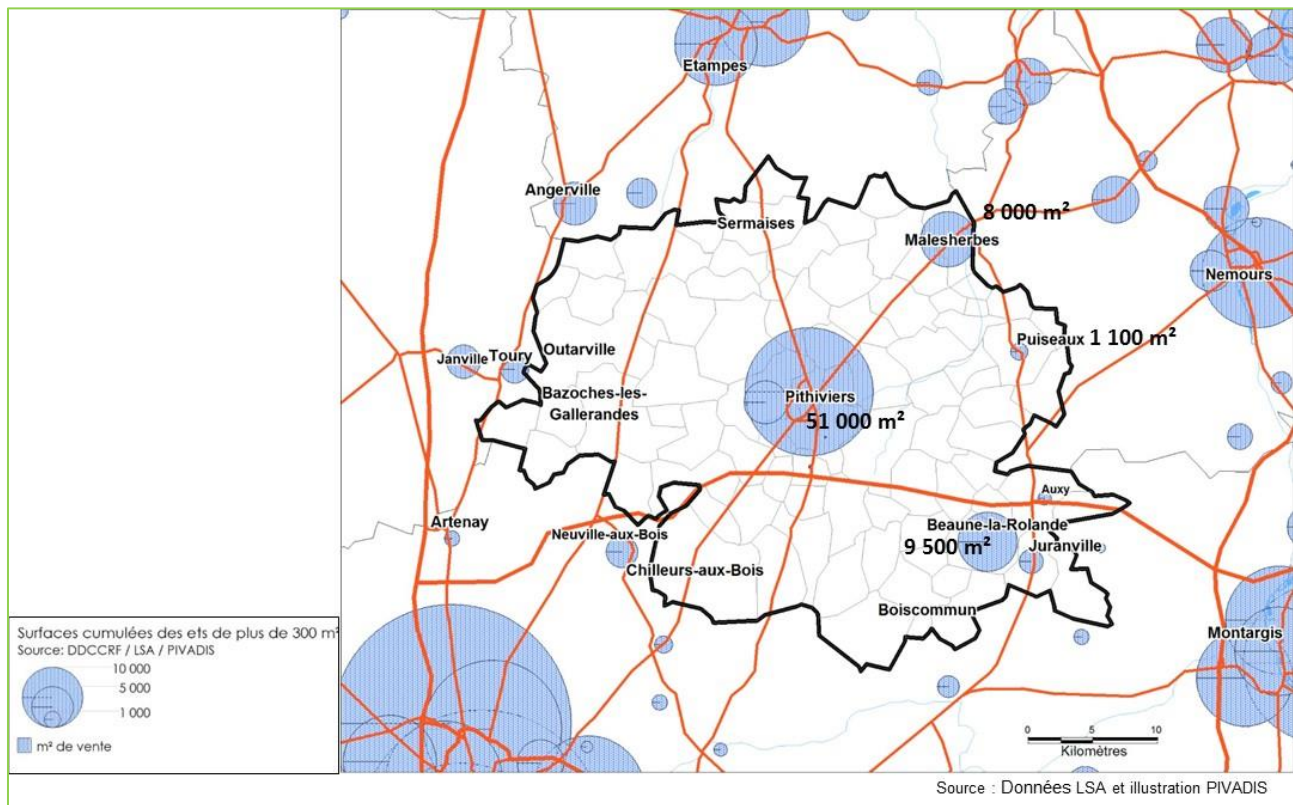 Etampes
Angerville
Sermaises
8 000 m²
Malesherbes
Nemours
Puiseaux 1 100 m²
Janville
Toury
Outarville
Bazoches-les-
Gallerandes
Pithiviers
51 000 m²
Auxy
Artenay
Neuville-aux-Bois
Beaune-la-Rolande
9 500 m²
Juranville
Chilleurs-aux-Bois
Boiscommun
Montargis
Surfaces cumulées des ets de plus de 300 m²
Source: DDCCRF / LSA / PIVADIS
10 000
5 000
1 000
m² de vente
0 5 10
Kilomètres
Source : Données LSA et illustration PIVADIS